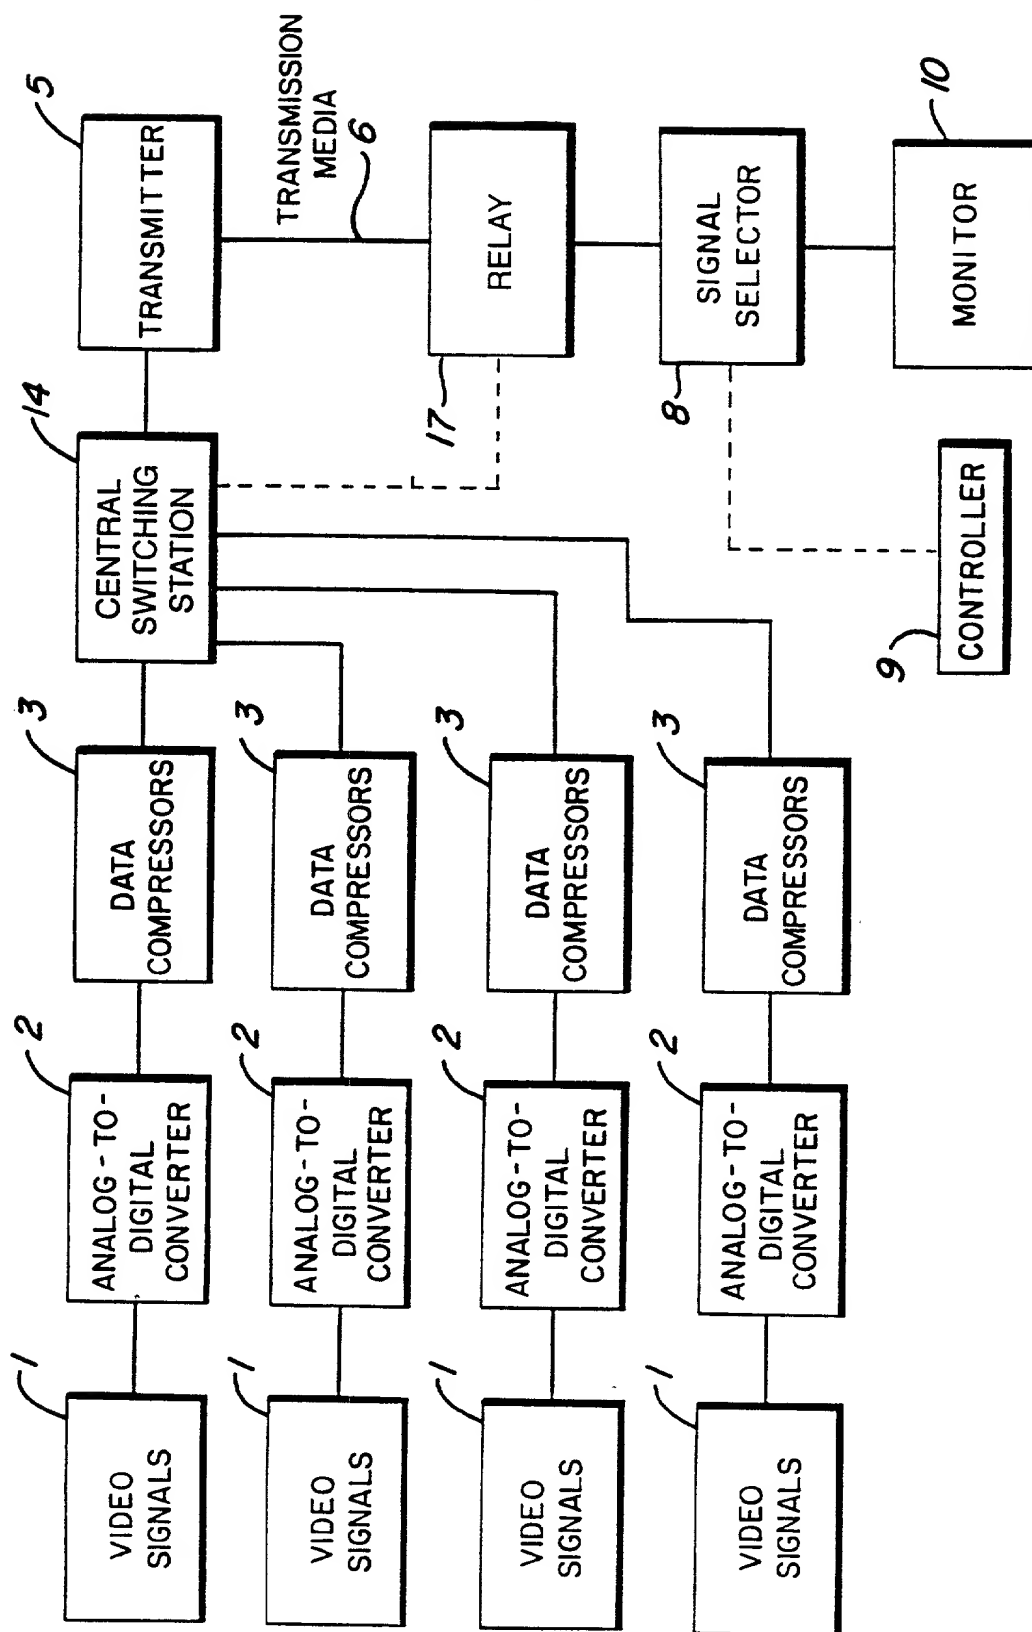 1
VIDEO
SIGNALS
2
ANALOG-TO-
DIGITAL
CONVERTER
3
DATA
COMPRESSORS
14
CENTRAL
SWITCHING
STATION
5
TRANSMITTER
1
VIDEO
SIGNALS
2
ANALOG-TO-
DIGITAL
CONVERTER
3
DATA
COMPRESSORS
TRANSMISSION
MEDIA
6
1
VIDEO
SIGNALS
2
ANALOG-TO-
DIGITAL
CONVERTER
3
DATA
COMPRESSORS
17
RELAY
1
VIDEO
SIGNALS
2
ANALOG-TO-
DIGITAL
CONVERTER
3
DATA
COMPRESSORS
8
SIGNAL
SELECTOR
9
CONTROLLER
10
MONITOR